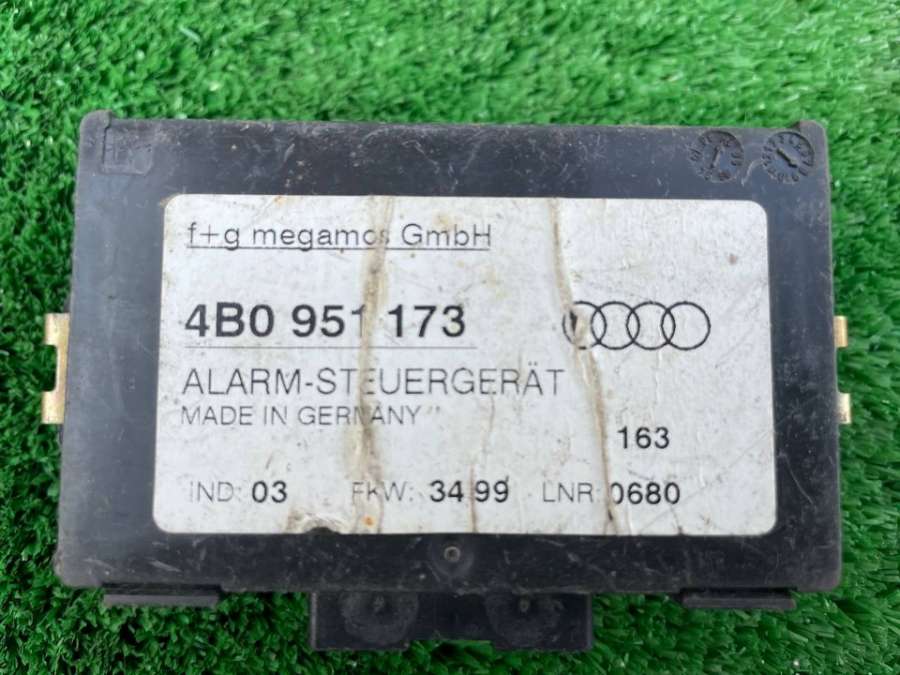 f+g megamos GmbH
4B0 951 173
ALARM-STEUERGERÄT
MADE IN GERMANY
163
IND: 03 FKW: 34 99 LNR: 0680